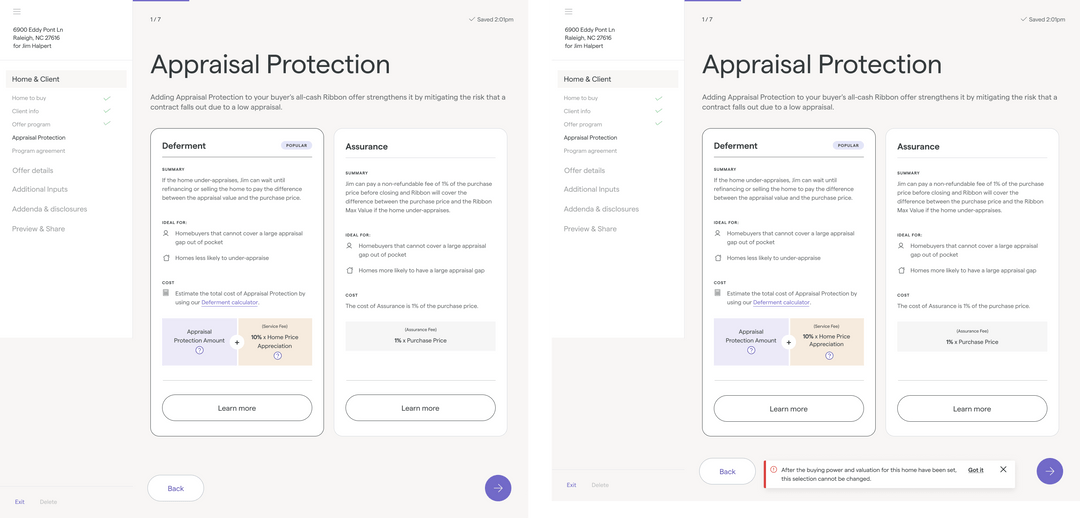 6900 Eddy Pont Ln
Raleigh, NC 27616
for Jim Halpert
Home & Client
Home to buy
Client info
Offer program
Appraisal Protection
Program agreement
Offer details
Additional Inputs
Addenda & disclosures
Preview & Share
Exit
Delete
1 / 7
Saved 2:01pm
Appraisal Protection
Adding Appraisal Protection to your buyer's all-cash Ribbon offer strengthens it by mitigating the risk that a
contract falls out due to a low appraisal.
Deferment
POPULAR
SUMMARY
If the home under-appraises, Jim can wait until
refinancing or selling the home to pay the difference
between the appraisal value and the purchase price.
IDEAL FOR:
Homebuyers that cannot cover a large appraisal
gap out of pocket
Homes less likely to under-appraise
COST
Estimate the total cost of Appraisal Protection by
using our Deferment calculator.
Appraisal
Protection Amount
+
(Service Fee)
10% x Home Price
Appreciation
Learn more
Assurance
SUMMARY
Jim can pay a non-refundable fee of 1% of the purchase
price before closing and Ribbon will cover the
difference between the purchase price and the Ribbon
Max Value if the home under-appraises.
IDEAL FOR:
Homebuyers that cannot cover a large appraisal
gap out of pocket
Homes more likely to have a large appraisal gap
COST
The cost of Assurance is 1% of the purchase price.
(Assurance Fee)
1% x Purchase Price
Learn more
Back
6900 Eddy Pont Ln
Raleigh, NC 27616
for Jim Halpert
Home & Client
Home to buy
Client info
Offer program
Appraisal Protection
Program agreement
Offer details
Additional Inputs
Addenda & disclosures
Preview & Share
Exit
Delete
1 / 7
Saved 2:01pm
Appraisal Protection
Adding Appraisal Protection to your buyer's all-cash Ribbon offer strengthens it by mitigating the risk that a
contract falls out due to a low appraisal.
Deferment
POPULAR
SUMMARY
If the home under-appraises, Jim can wait until
refinancing or selling the home to pay the difference
between the appraisal value and the purchase price.
IDEAL FOR:
Homebuyers that cannot cover a large appraisal
gap out of pocket
Homes less likely to under-appraise
COST
Estimate the total cost of Appraisal Protection by
using our Deferment calculator.
Appraisal
Protection Amount
+
(Service Fee)
10% x Home Price
Appreciation
Learn more
Assurance
SUMMARY
Jim can pay a non-refundable fee of 1% of the purchase
price before closing and Ribbon will cover the
difference between the purchase price and the Ribbon
Max Value if the home under-appraises.
IDEAL FOR:
Homebuyers that cannot cover a large appraisal
gap out of pocket
Homes more likely to have a large appraisal gap
COST
The cost of Assurance is 1% of the purchase price.
(Assurance Fee)
1% x Purchase Price
Learn more
Back
After the buying power and valuation for this home have been set,
this selection cannot be changed.
Got it